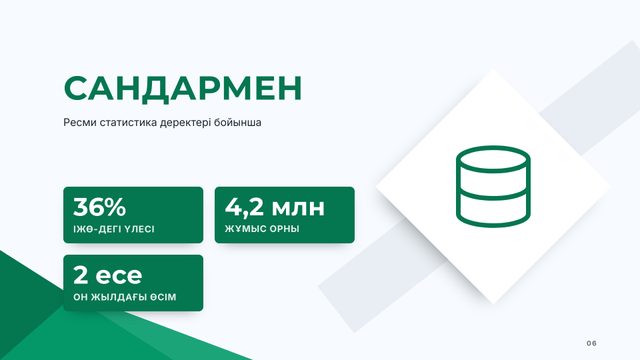 САНДАРМЕН
Ресми статистика деректері бойынша
36%
ІЖӨ-ДЕГІ ҮЛЕСІ
4,2 млн
ЖҰМЫС ОРНЫ
2 есе
ОН ЖЫЛДАҒЫ ӨСІМ
06